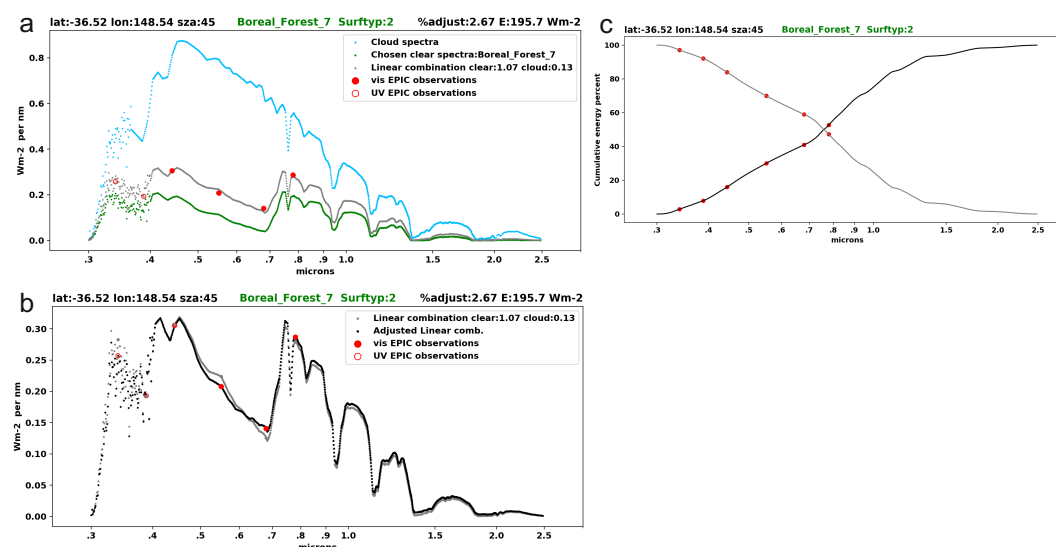 a
lat:-36.52 lon:148.54 sza:45 Boreal_Forest_7 Surftyp:2 %adjust:2.67 E:195.7 Wm-2
Cloud spectra
Chosen clear spectra:Boreal_Forest_7
Linear combination clear:1.07 cloud:0.13
vis EPIC observations
UV EPIC observations
Wm-2 per nm
0.8
0.6
0.4
0.2
0.0
.3 .4 .5 .6 .7 .8 .9 1.0 1.5 2.0 2.5
microns
c
lat:-36.52 lon:148.54 sza:45 Boreal_Forest_7 Surftyp:2
Cumulative energy percent
100
80
60
40
20
0
.3 .4 .5 .6 .7 .8 .9 1.0 1.5 2.0 2.5
microns
b
lat:-36.52 lon:148.54 sza:45 Boreal_Forest_7 Surftyp:2 %adjust:2.67 E:195.7 Wm-2
Linear combination clear:1.07 cloud:0.13
Adjusted Linear comb.
vis EPIC observations
UV EPIC observations
Wm-2 per nm
0.30
0.25
0.20
0.15
0.10
0.05
0.00
.3 .4 .5 .6 .7 .8 .9 1.0 1.5 2.0 2.5
microns